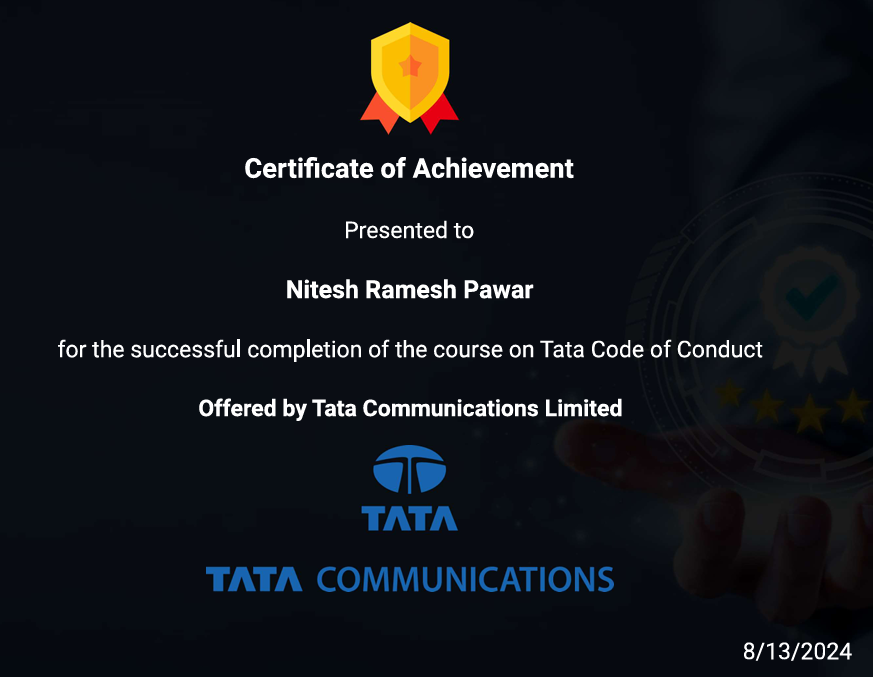 Certificate of Achievement
Presented to
Nitesh Ramesh Pawar
for the successful completion of the course on Tata Code of Conduct
Offered by Tata Communications Limited
TATA
TATA COMMUNICATIONS
8/13/2024